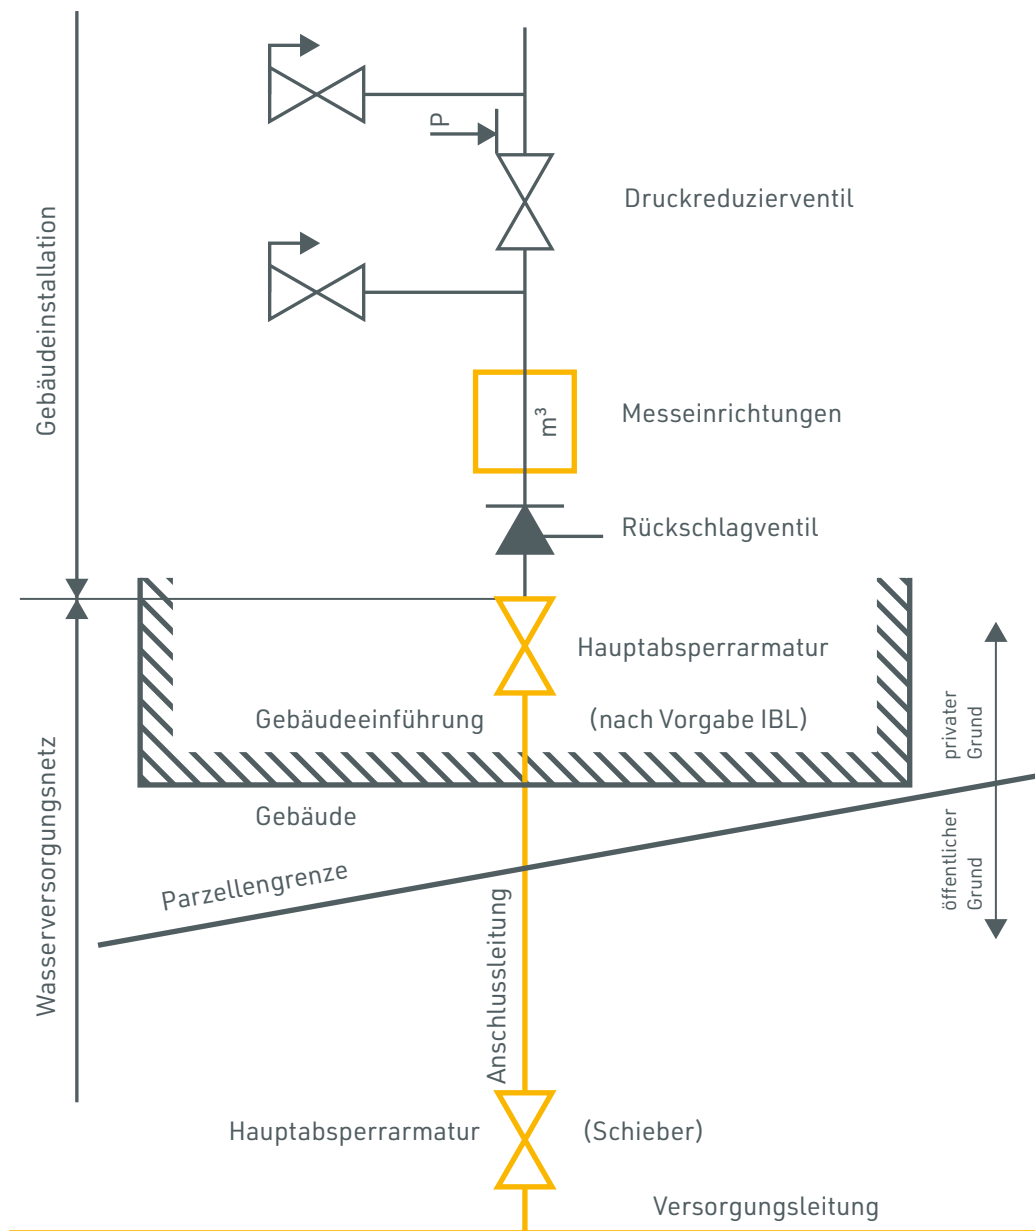 P
Druckreduzierventil
Gebäudeinstallation
m³
Messeinrichtungen
Rückschlagventil
Hauptabsperrarmatur
Gebäudeeinführung
(nach Vorgabe IBL)
privater
Grund
Gebäude
Wasserversorgungsnetz
Parzellengrenze
öffentlicher
Grund
Anschlussleitung
Hauptabsperrarmatur
(Schieber)
Versorgungsleitung